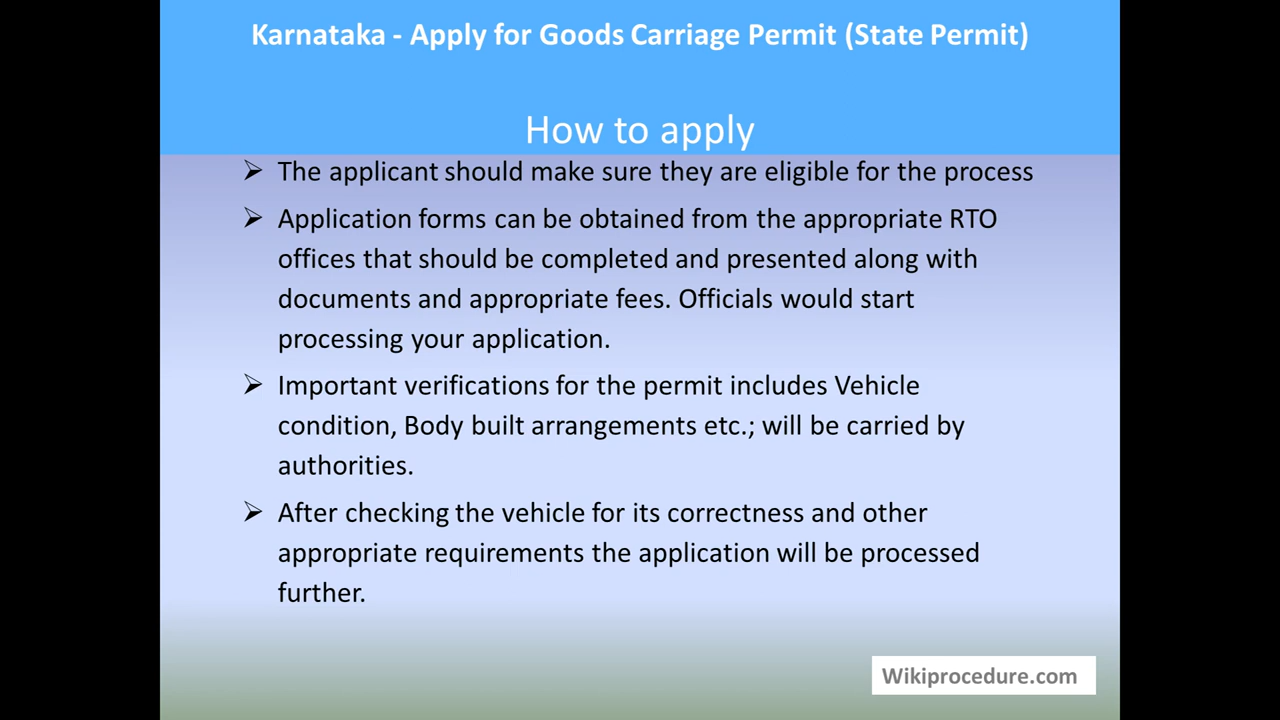 Karnataka - Apply for Goods Carriage Permit (State Permit)
How to apply
➢ The applicant should make sure they are eligible for the process
➢ Application forms can be obtained from the appropriate RTO
offices that should be completed and presented along with
documents and appropriate fees. Officials would start
processing your application.
➢ Important verifications for the permit includes Vehicle
condition, Body built arrangements etc.; will be carried by
authorities.
➢ After checking the vehicle for its correctness and other
appropriate requirements the application will be processed
further.
Wikiprocedure.com